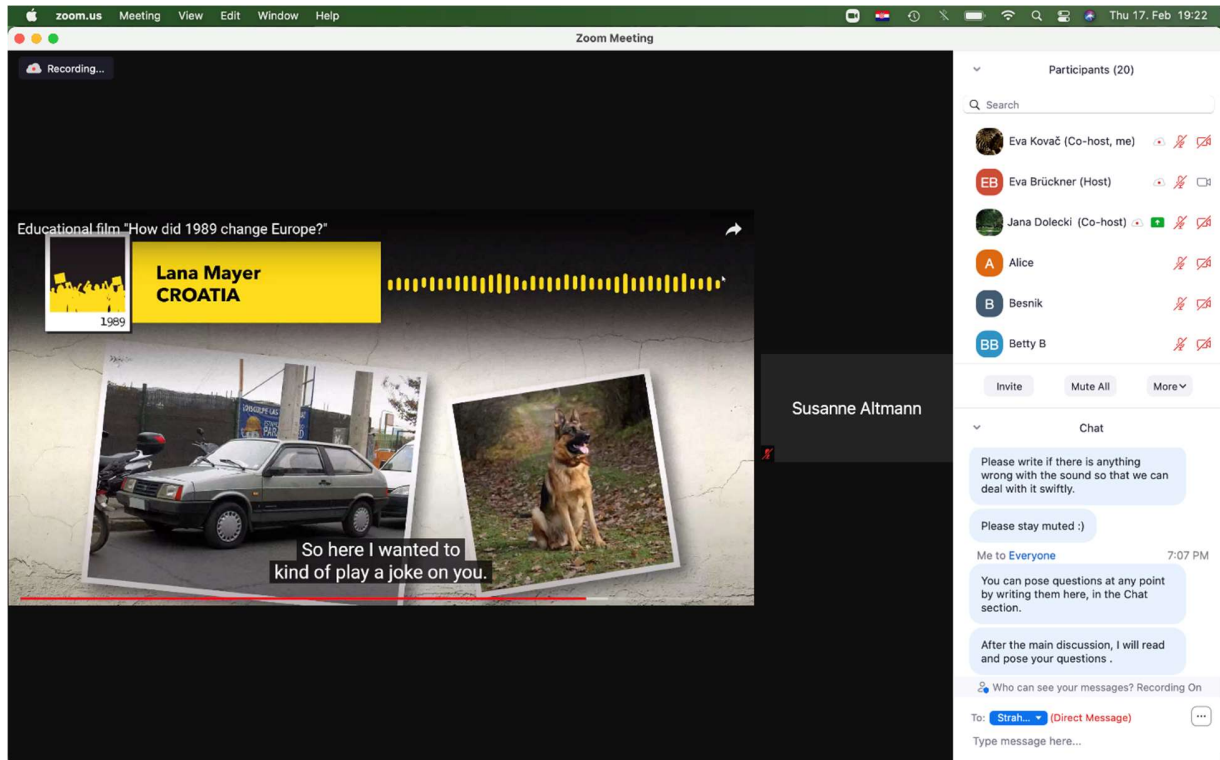 zoom.us Meeting View Edit Window Help Thu 17. Feb 19:22
Zoom Meeting
Recording...
Educational film "How did 1989 change Europe?"
1989
Lana Mayer
CROATIA
So here I wanted to
kind of play a joke on you.
Susanne Altmann
Participants (20)
Search
Eva Kovač (Co-host, me)
EB Eva Brückner (Host)
Jana Dolecki (Co-host)
A Alice
B Besnik
BB Betty B
Invite Mute All More
Chat
Please write if there is anything
wrong with the sound so that we can
deal with it swiftly.
Please stay muted :)
Me to Everyone 7:07 PM
You can pose questions at any point
by writing them here, in the Chat
section.
After the main discussion, I will read
and pose your questions .
Who can see your messages? Recording On
To: Strah... (Direct Message)
Type message here...